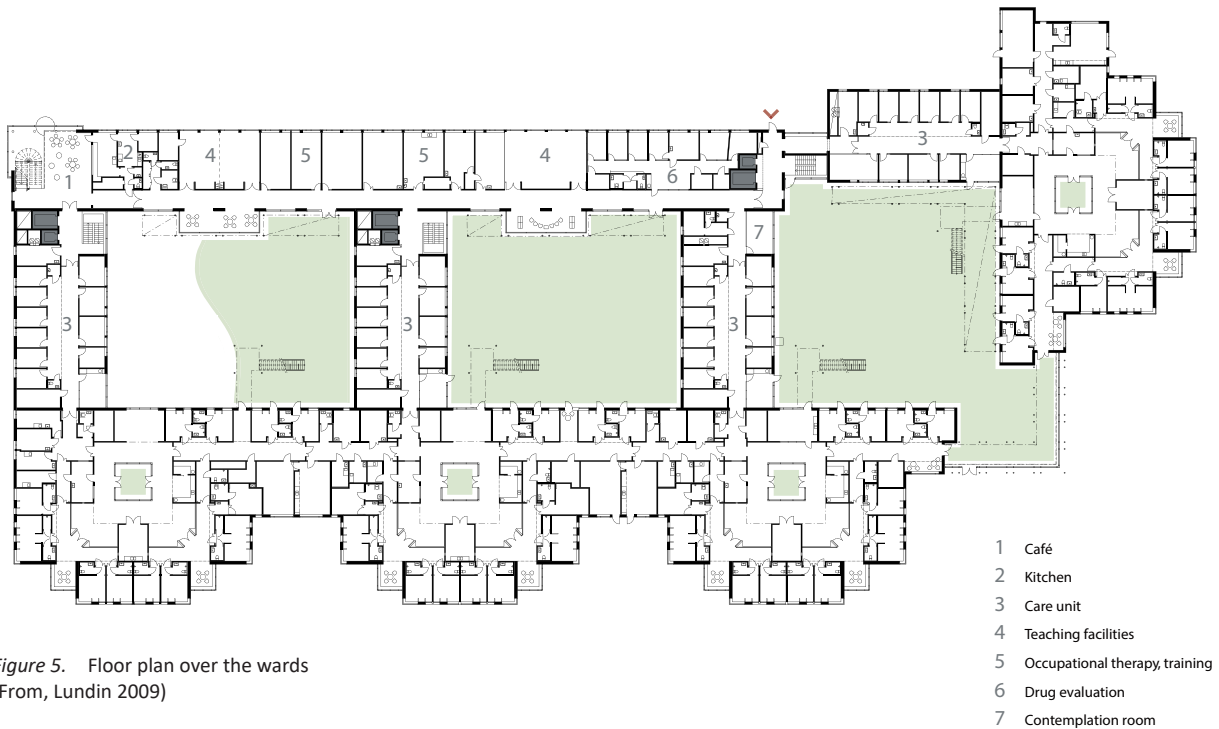 2
4
5
5
4
3
1
6
7
3
3
3
1 Café
2 Kitchen
3 Care unit
4 Teaching facilities
5 Occupational therapy, training
6 Drug evaluation
7 Contemplation room
igure 5. Floor plan over the wards
From, Lundin 2009)